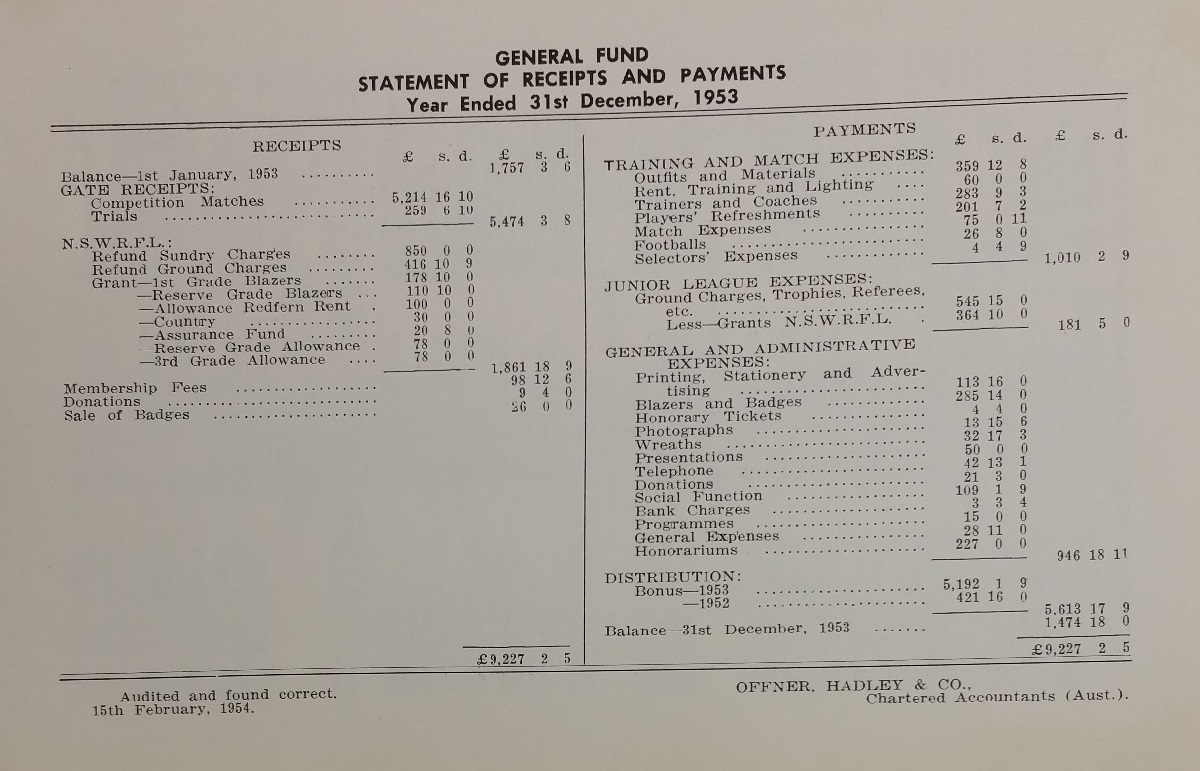 GENERAL FUND
STATEMENT OF RECEIPTS AND PAYMENTS
Year Ended 31st December, 1953
RECEIPTS
£ s. d. £ s. d.
Balance—1st January, 1953 .......... 1,757 3 6
GATE RECEIPTS:
Competition Matches ........... 5,214 16 10
Trials ............................ 259 6 10
5,474 3 8
N.S.W.R.F.L.:
Refund Sundry Charges ........ 850 0 0
Refund Ground Charges ......... 416 10 9
Grant—1st Grade Blazers ....... 178 10 0
—Reserve Grade Blazers ... 110 10 0
—Allowance Redfern Rent . 100 0 0
—Country ................. 30 0 0
—Assurance Fund ......... 20 8 0
Reserve Grade Allowance . 78 0 0
—3rd Grade Allowance .... 78 0 0
1,861 18 9
Membership Fees .................. 98 12 6
Donations ........................... 9 4 0
Sale of Badges ..................... 26 0 0
£9,227 2 5
PAYMENTS
£ s. d. £ s. d.
TRAINING AND MATCH EXPENSES:
Outfits and Materials ........... 359 12 8
Rent, Training and Lighting .... 60 0 0
Trainers and Coaches ........... 283 9 3
Players' Refreshments .......... 201 7 2
Match Expenses ................ 75 0 11
Footballs ......................... 26 8 0
Selectors' Expenses ............. 4 4 9
1,010 2 9
JUNIOR LEAGUE EXPENSES:
Ground Charges, Trophies, Referees,
etc. ........................... 545 15 0
Less—Grants N.S.W.R.F.L. . 364 10 0
181 5 0
GENERAL AND ADMINISTRATIVE
EXPENSES:
Printing, Stationery and Adver-
tising ........................ 113 16 0
Blazers and Badges ............. 285 14 0
Honorary Tickets ............... 4 4 0
Photographs ...................... 13 15 6
Wreaths .......................... 32 17 3
Presentations .................... 50 0 0
Telephone ........................ 42 13 1
Donations ........................ 21 3 0
Social Function .................. 109 1 9
Bank Charges .................... 3 3 4
Programmes ...................... 15 0 0
General Expenses ................ 28 11 0
Honorariums ..................... 227 0 0
946 18 11
DISTRIBUTION:
Bonus—1953 ...................... 5,192 1 9
—1952 ...................... 421 16 0
5,613 17 9
Balance—31st December, 1953 ....... 1,474 18 0
£9,227 2 5
Audited and found correct.
15th February, 1954.
OFFNER, HADLEY & CO.,
Chartered Accountants (Aust.).